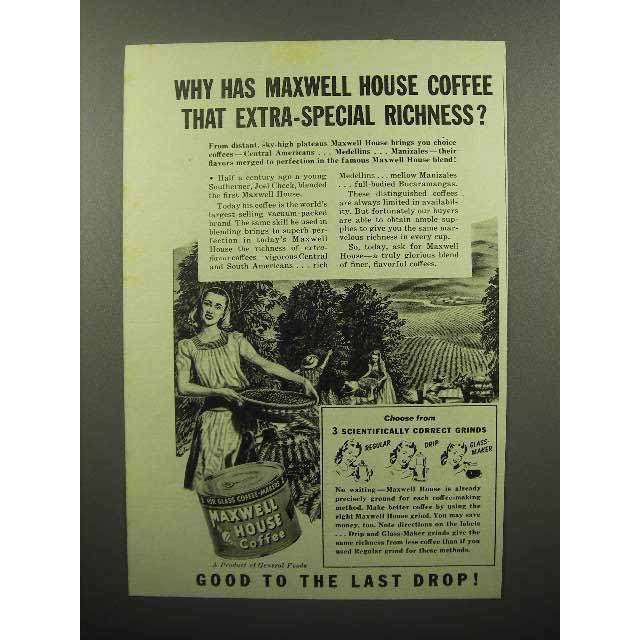 WHY HAS MAXWELL HOUSE COFFEE
THAT EXTRA-SPECIAL RICHNESS?
From distant, sky-high plateaus Maxwell House brings you choice
coffees—Central Americans . . . Medellins . . . Manizales—their
flavors merged to perfection in the famous Maxwell House blend!
• Half a century ago a young
Southerner, Joel Cheek, blended
the first Maxwell House.
Today his coffee is the world's
largest-selling vacuum-packed
brand. The same skill he used in
blending brings to superb per-
fection in today's Maxwell
House the richness of extra-
flavor coffees . . . vigorous Central
and South Americans . . . rich
Medellins . . . mellow Manizales
. . . full-bodied Bucaramangas.
These distinguished coffees
are always limited in availabil-
ity. But fortunately our buyers
are able to obtain ample sup-
plies to give you the same mar-
velous richness in every cup.
So, today, ask for Maxwell
House—a truly glorious blend
of finer, flavorful coffees.
Choose from
3 SCIENTIFICALLY CORRECT GRINDS
REGULAR
DRIP
GLASS-
MAKER
No waiting—Maxwell House is already
precisely ground for each coffee-making
method. Make better coffee by using the
right Maxwell House grind. You may save
money, too. Note directions on the labels
. . . Drip and Glass-Maker grinds give the
same richness from less coffee than if you
used Regular grind for these methods.
FOR GLASS COFFEE-MAKERS
MAXWELL
HOUSE
Coffee
A Product of General Foods
GOOD TO THE LAST DROP!